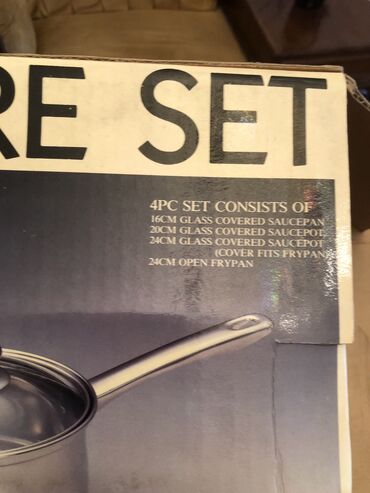 RE SET
4PC SET CONSISTS OF
16CM GLASS COVERED SAUCEPAN
20CM GLASS COVERED SAUCEPOT,
24CM GLASS COVERED SAUCEPOT
(COVER FITS FRYPAN)
24CM OPEN FRYPAN